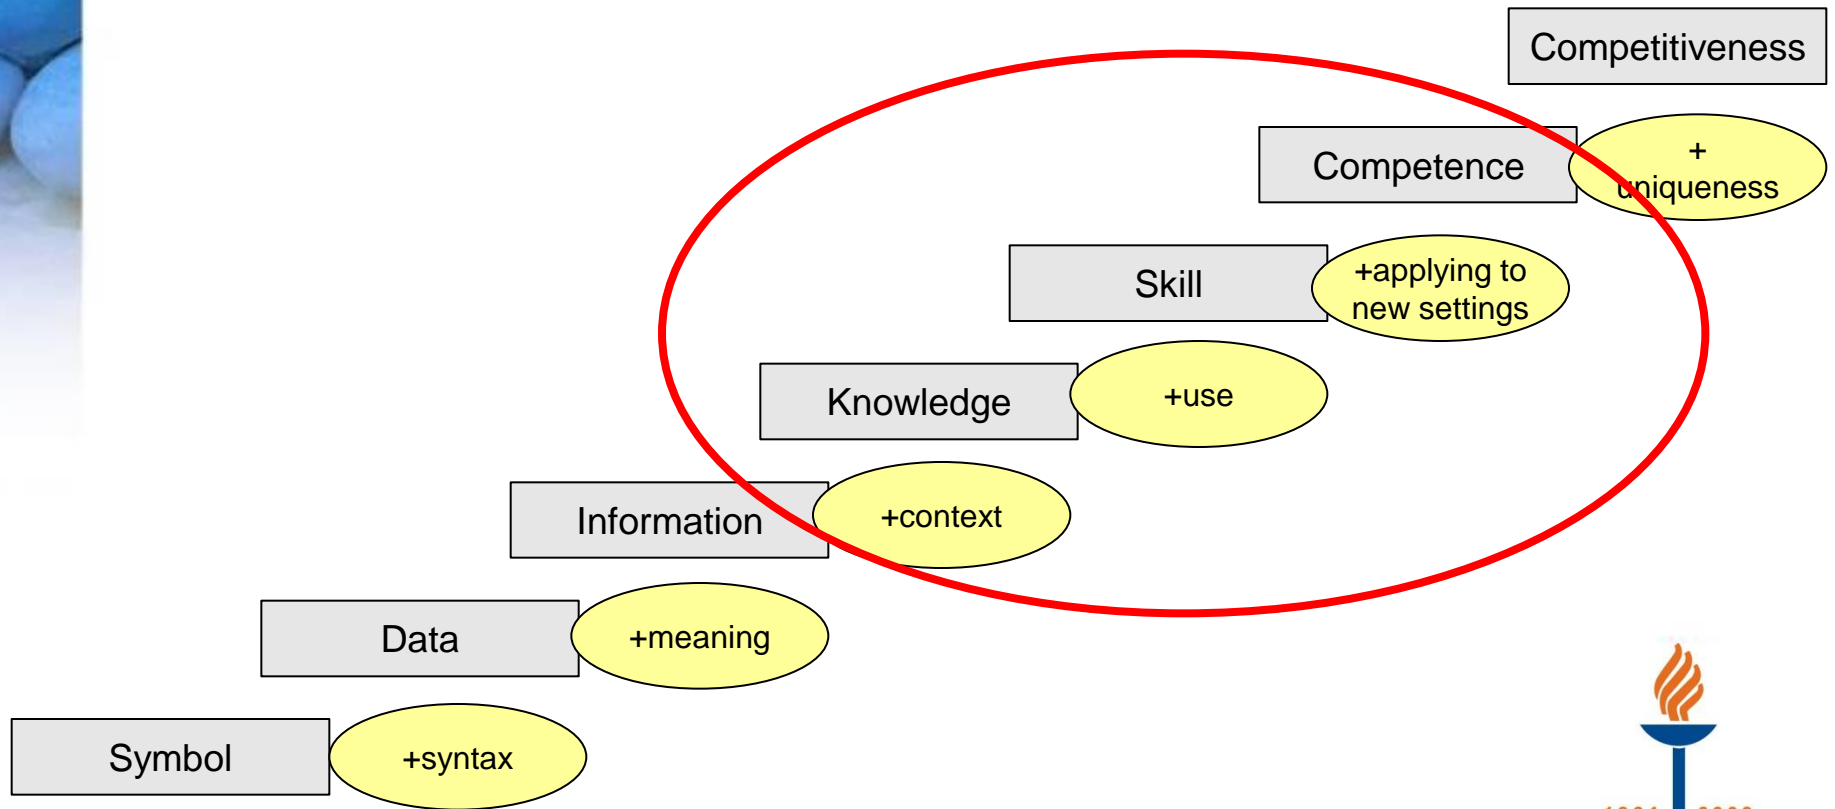 Competitiveness
Competence
+
uniqueness
Skill
+applying to
new settings
Knowledge
+use
Information
+context
Data
+meaning
Symbol
+syntax